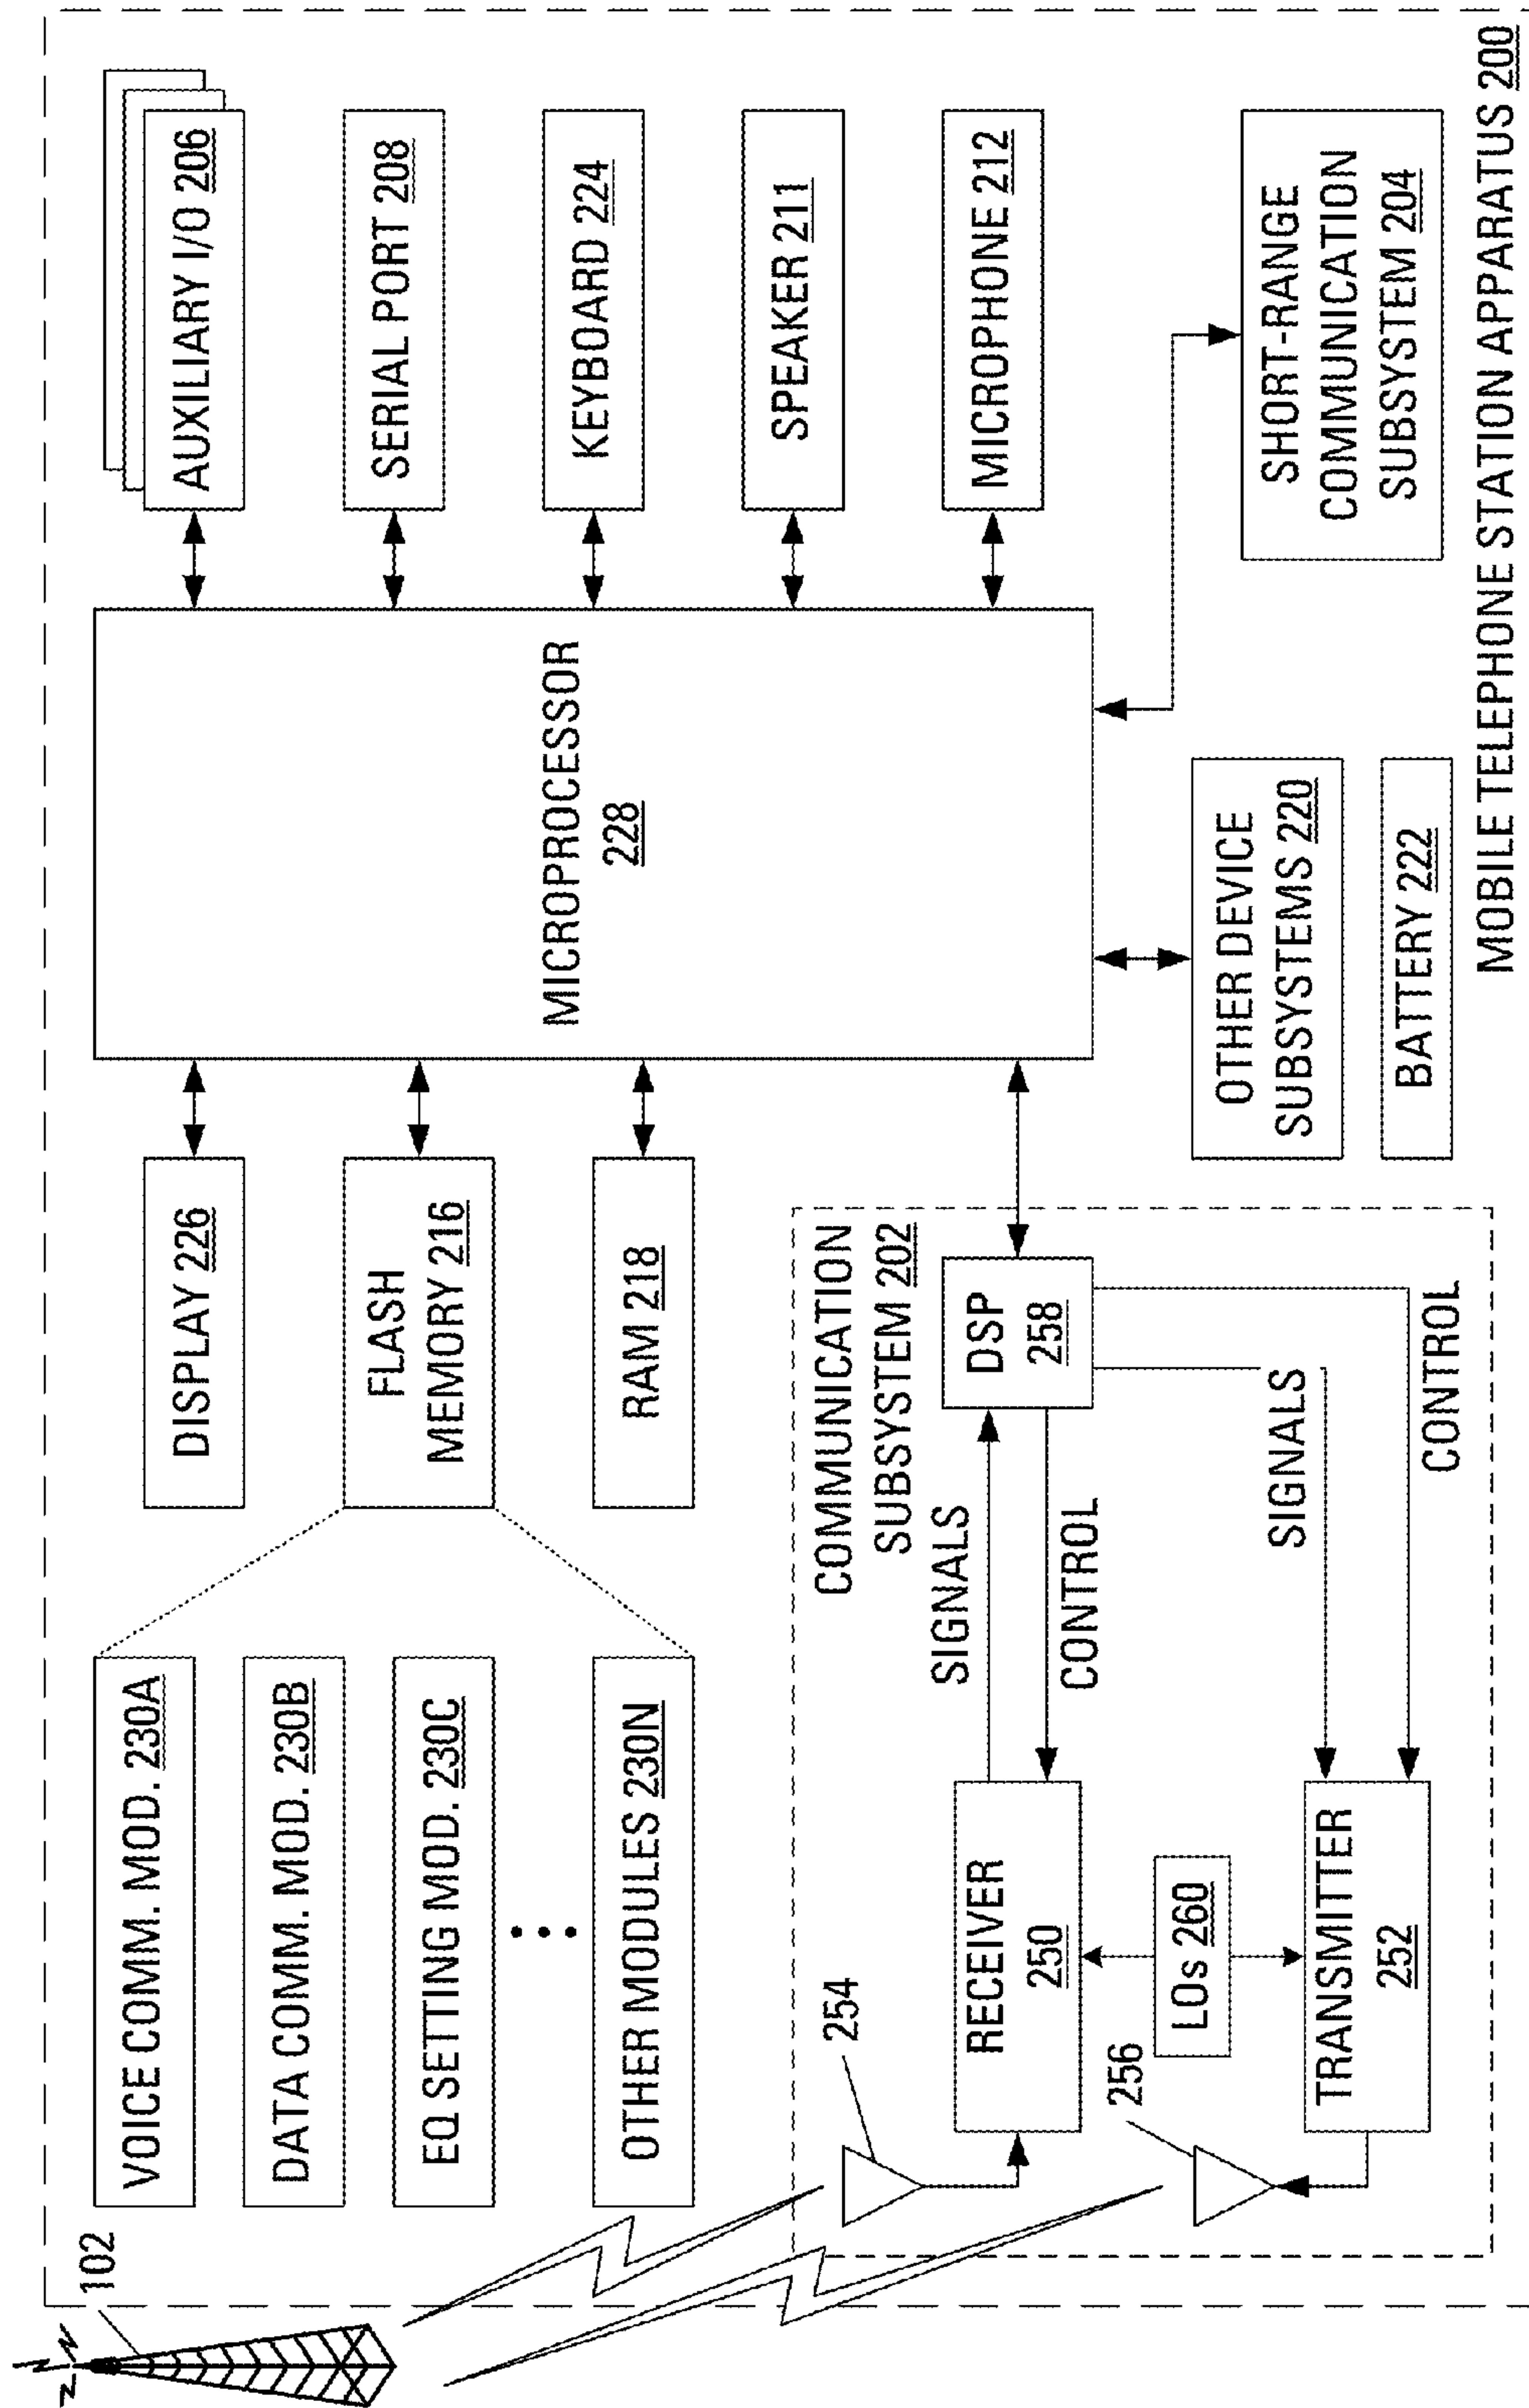 102
VOICE COMM. MOD. 230A
DATA COMM. MOD. 230B
EQ SETTING MOD. 230C
OTHER MODULES 230N
DISPLAY 226
FLASH
MEMORY 216
RAM 218
MICROPROCESSOR
228
AUXILIARY I/O 206
SERIAL PORT 208
KEYBOARD 224
SPEAKER 211
MICROPHONE 212
COMMUNICATION
SUBSYSTEM 202
254
RECEIVER
250
SIGNALS
CONTROL
DSP
258
256
LOs 260
TRANSMITTER
252
SIGNALS
CONTROL
OTHER DEVICE
SUBSYSTEMS 220
BATTERY 222
SHORT-RANGE
COMMUNICATION
SUBSYSTEM 204
MOBILE TELEPHONE STATION APPARATUS 200